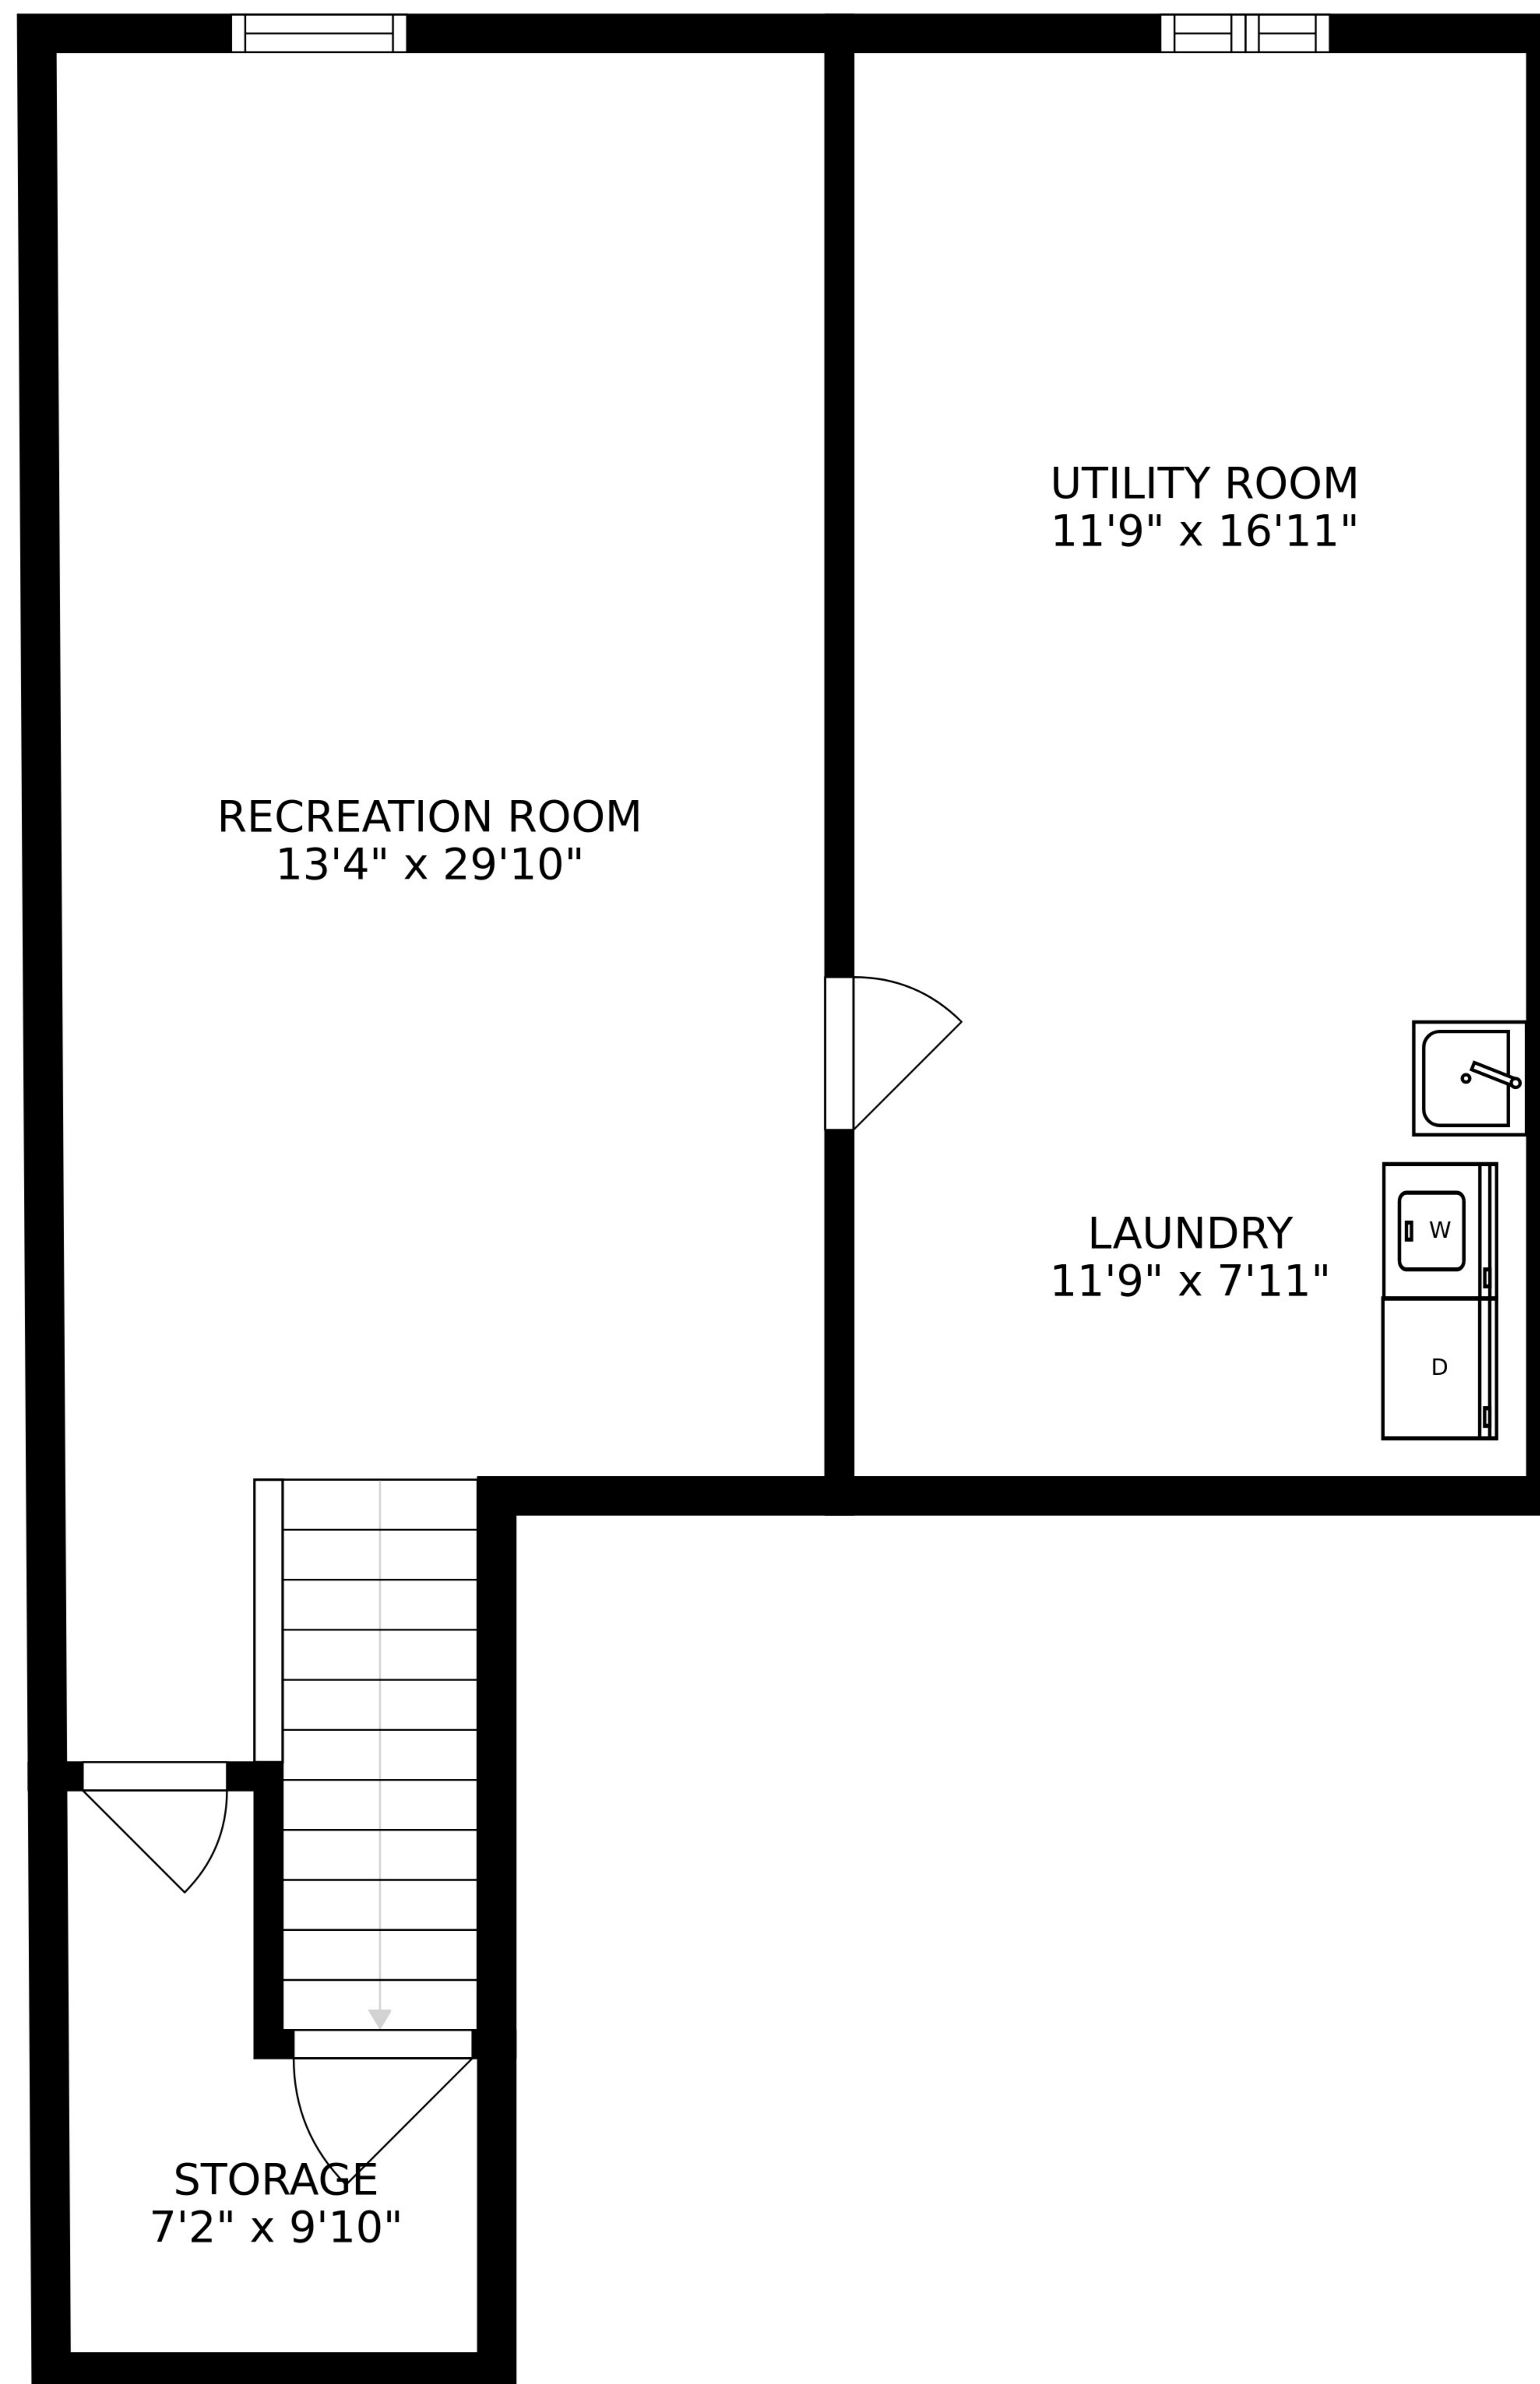 UTILITY ROOM
11'9" x 16'11"
RECREATION ROOM
13'4" x 29'10"
LAUNDRY
11'9" x 7'11"
W
D
STORAGE
7'2" x 9'10"